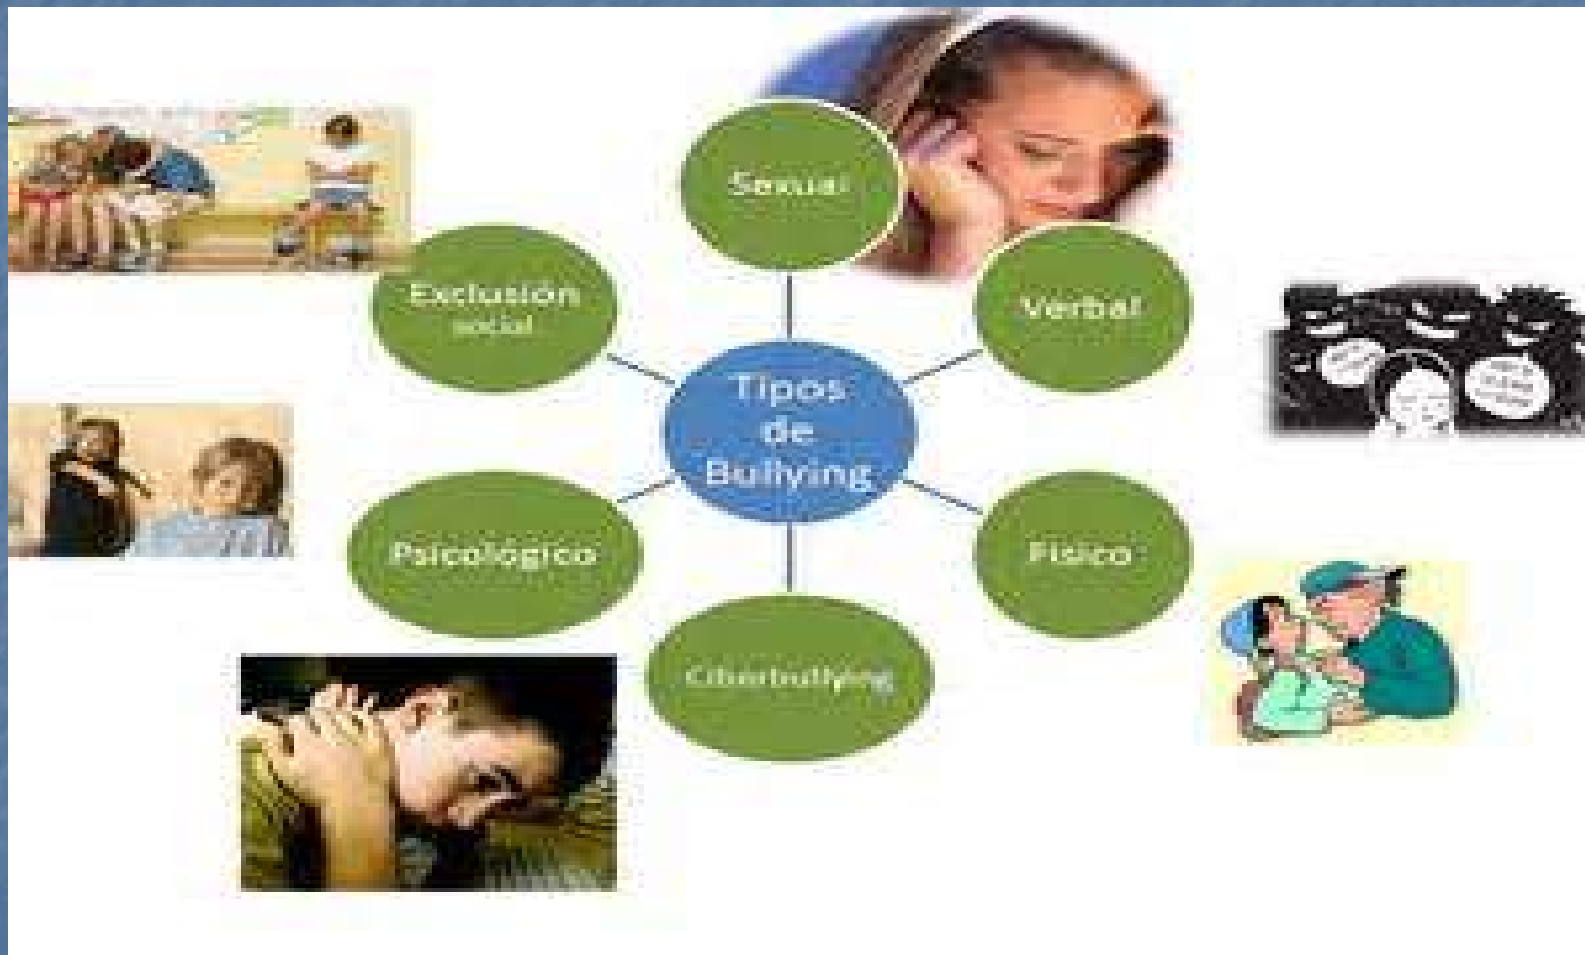 Sexual
Exclusión
social
Verbal
Tipos
de
Bullying
Psicológico
Físico
Ciberbullying